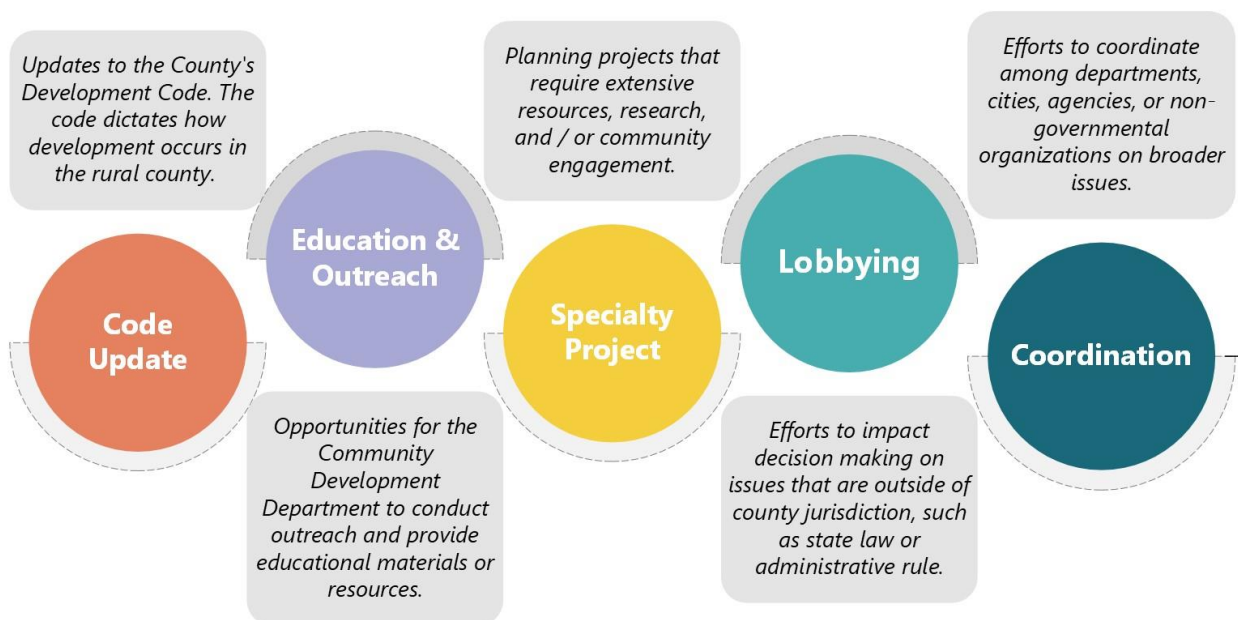 Updates to the County's
Development Code. The
code dictates how
development occurs in
the rural county.
Code
Update
Education &
Outreach
Opportunities for the
Community
Development
Department to conduct
outreach and provide
educational materials or
resources.
Planning projects that
require extensive
resources, research,
and / or community
engagement.
Specialty
Project
Lobbying
Efforts to impact
decision making on
issues that are outside of
county jurisdiction, such
as state law or
administrative rule.
Efforts to coordinate
among departments,
cities, agencies, or non-
governmental
organizations on broader
issues.
Coordination